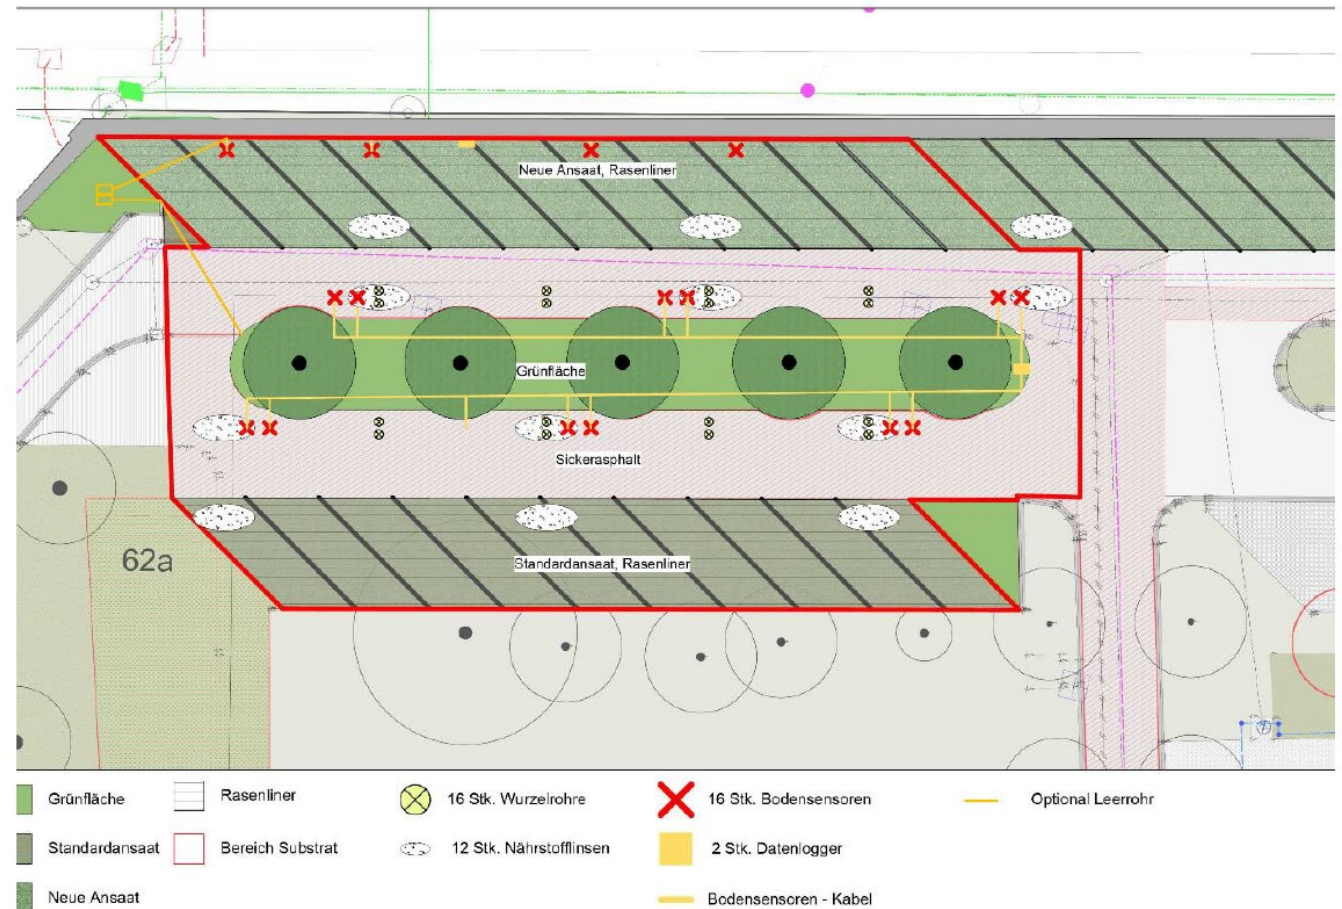 Neue Ansaat, Rasenliner
Grünfläche
Sickerasphalt
62a
Standardansaat, Rasenliner
Grünfläche
Rasenliner
16 Stk. Wurzelrohre
16 Stk. Bodensensoren
Optional Leerrohr
Standardansaat
Bereich Substrat
12 Stk. Nährstofflinsen
2 Stk. Datenlogger
Neue Ansaat
Bodensensoren - Kabel